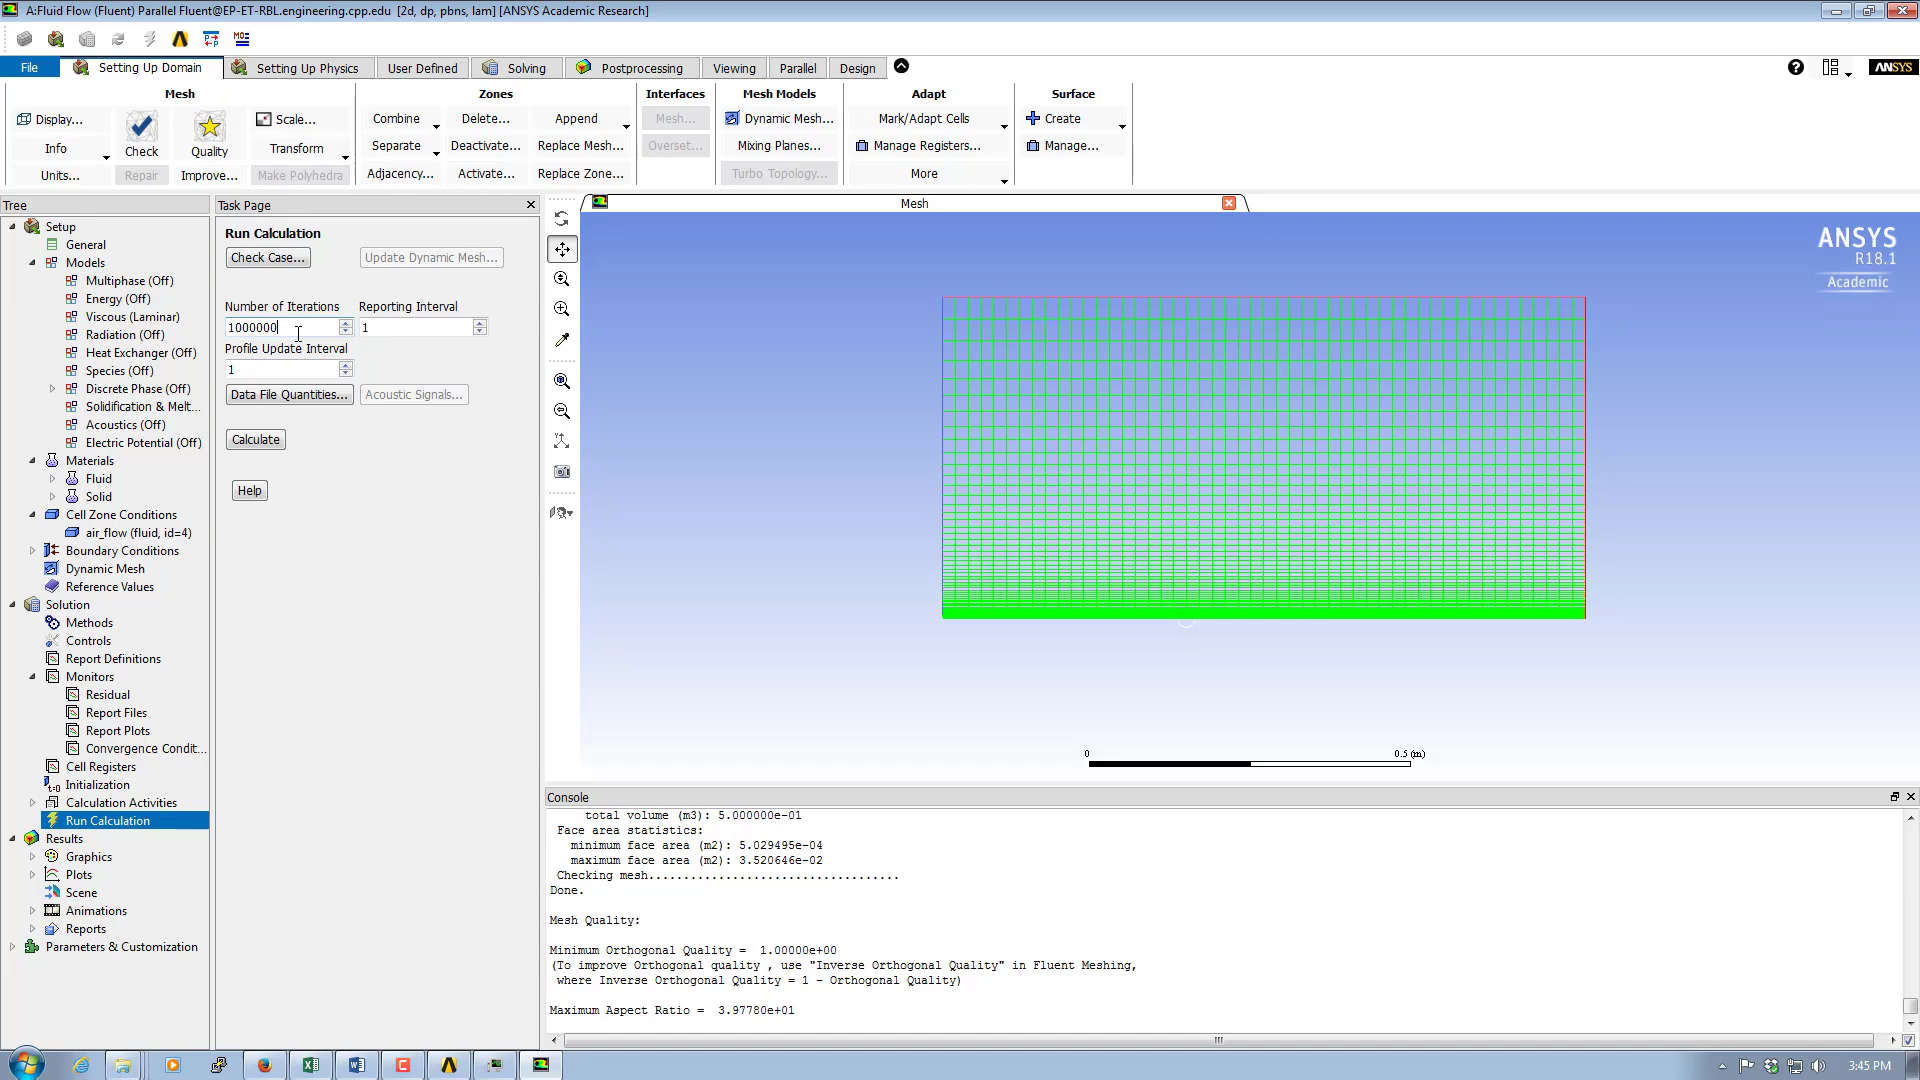 A:Fluid Flow (Fluent) Parallel Fluent@EP-ET-RBL.engineering.cpp.edu [2d, dp, pbns, lam] [ANSYS Academic Research]
MO=
File Setting Up Domain Setting Up Physics User Defined Solving Postprocessing Viewing Parallel Design ANSYS
Mesh Zones Interfaces Mesh Models Adapt Surface
Display... Scale... Combine Delete... Append Mesh... Dynamic Mesh... Mark/Adapt Cells Create
Info Check Quality Transform Separate Deactivate... Replace Mesh... Overset... Mixing Planes... Manage Registers... Manage...
Units... Repair Improve... Make Polyhedra Adjacency... Activate... Replace Zone... Turbo Topology... More
Tree
Setup
General
Models
Multiphase (Off)
Energy (Off)
Viscous (Laminar)
Radiation (Off)
Heat Exchanger (Off)
Species (Off)
Discrete Phase (Off)
Solidification & Melt...
Acoustics (Off)
Electric Potential (Off)
Materials
Fluid
Solid
Cell Zone Conditions
air_flow (fluid, id=4)
Boundary Conditions
Dynamic Mesh
Reference Values
Solution
Methods
Controls
Report Definitions
Monitors
Residual
Report Files
Report Plots
Convergence Condit...
Cell Registers
Initialization
Calculation Activities
Run Calculation
Results
Graphics
Plots
Scene
Animations
Reports
Parameters & Customization
Task Page
Run Calculation
Check Case... Update Dynamic Mesh...
Number of Iterations Reporting Interval
1000000 1
Profile Update Interval
1
Data File Quantities... Acoustic Signals...
Calculate
Help
Mesh
ANSYS
R18.1
Academic
0 0.5 (m)
Console
total volume (m3): 5.000000e-01
Face area statistics:
minimum face area (m2): 5.029495e-04
maximum face area (m2): 3.520646e-02
Checking mesh....................................
Done.
Mesh Quality:
Minimum Orthogonal Quality = 1.00000e+00
(To improve Orthogonal quality , use "Inverse Orthogonal Quality" in Fluent Meshing,
where Inverse Orthogonal Quality = 1 - Orthogonal Quality)
Maximum Aspect Ratio = 3.97780e+01
3:45 PM